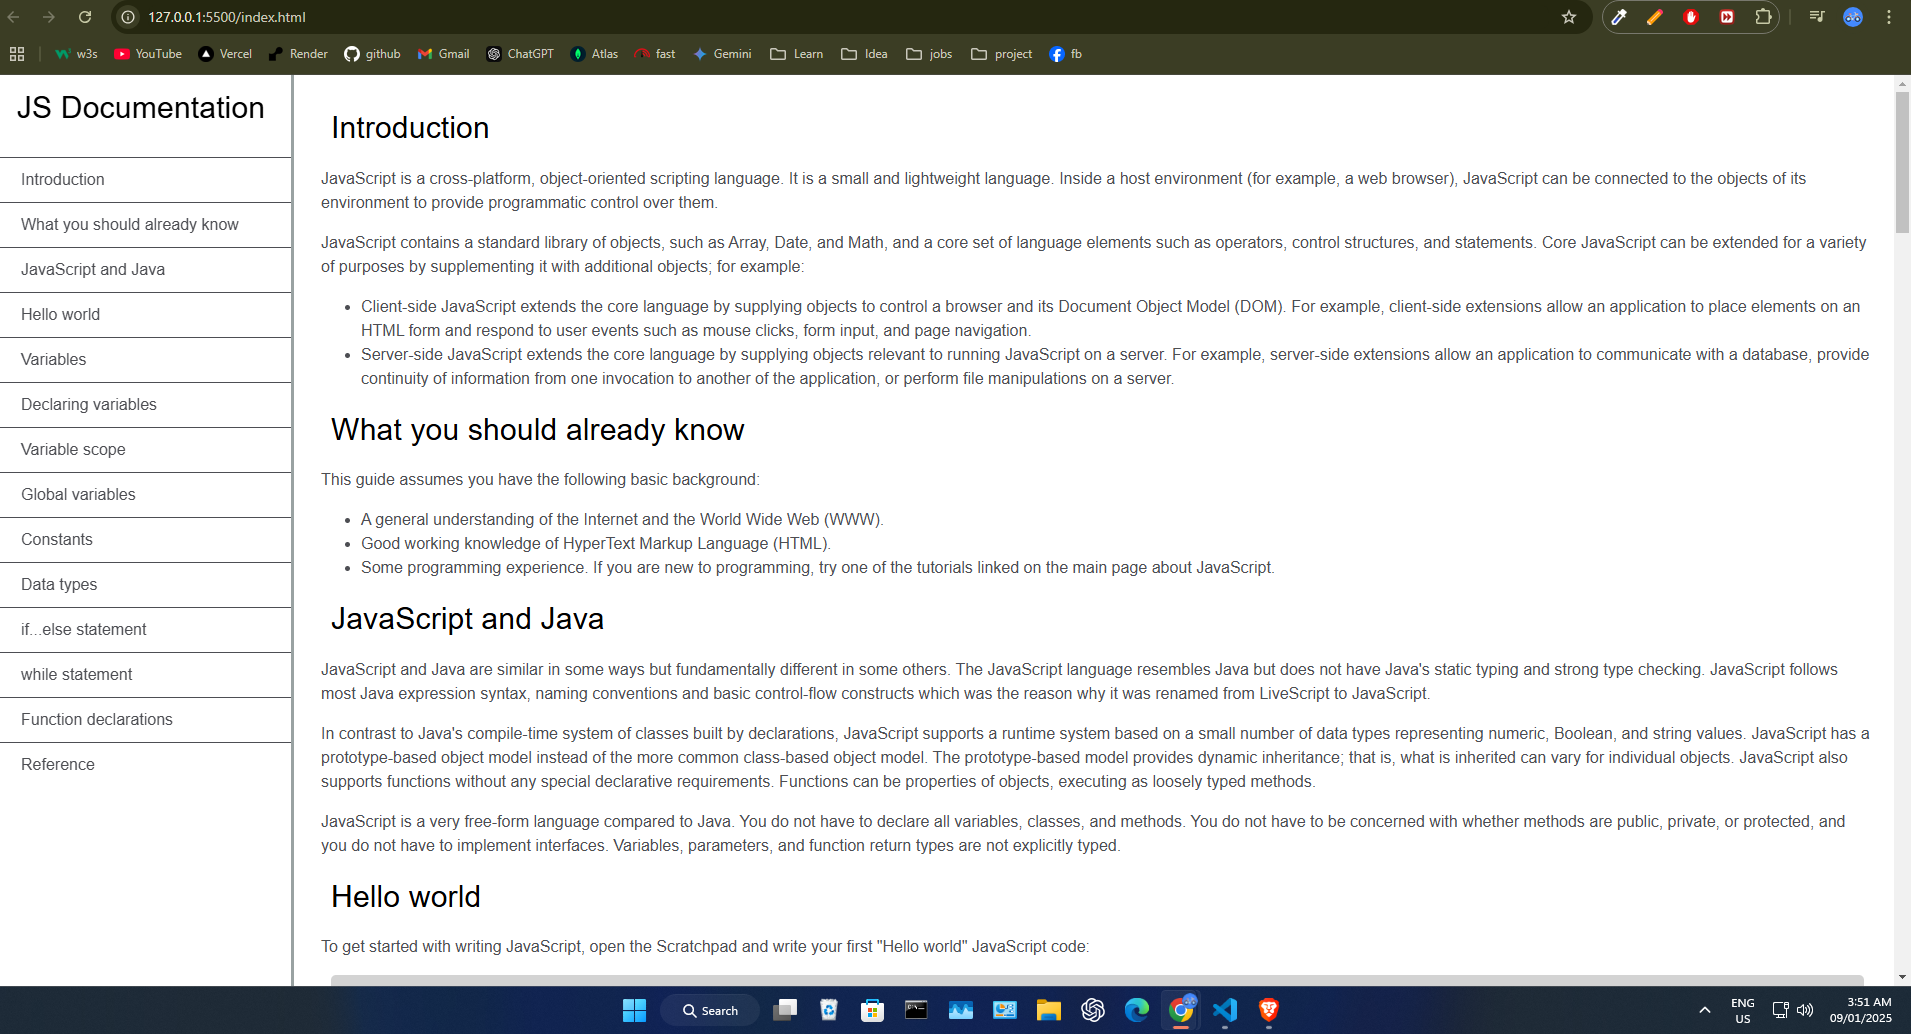 127.0.0.1:5500/index.html
w3s YouTube Vercel Render github Gmail ChatGPT Atlas fast Gemini Learn Idea jobs project fb
JS Documentation
Introduction
What you should already know
JavaScript and Java
Hello world
Variables
Declaring variables
Variable scope
Global variables
Constants
Data types
if...else statement
while statement
Function declarations
Reference
Introduction
JavaScript is a cross-platform, object-oriented scripting language. It is a small and lightweight language. Inside a host environment (for example, a web browser), JavaScript can be connected to the objects of its
environment to provide programmatic control over them.
JavaScript contains a standard library of objects, such as Array, Date, and Math, and a core set of language elements such as operators, control structures, and statements. Core JavaScript can be extended for a variety
of purposes by supplementing it with additional objects; for example:
• Client-side JavaScript extends the core language by supplying objects to control a browser and its Document Object Model (DOM). For example, client-side extensions allow an application to place elements on an
HTML form and respond to user events such as mouse clicks, form input, and page navigation.
• Server-side JavaScript extends the core language by supplying objects relevant to running JavaScript on a server. For example, server-side extensions allow an application to communicate with a database, provide
continuity of information from one invocation to another of the application, or perform file manipulations on a server.
What you should already know
This guide assumes you have the following basic background:
• A general understanding of the Internet and the World Wide Web (WWW).
• Good working knowledge of HyperText Markup Language (HTML).
• Some programming experience. If you are new to programming, try one of the tutorials linked on the main page about JavaScript.
JavaScript and Java
JavaScript and Java are similar in some ways but fundamentally different in some others. The JavaScript language resembles Java but does not have Java's static typing and strong type checking. JavaScript follows
most Java expression syntax, naming conventions and basic control-flow constructs which was the reason why it was renamed from LiveScript to JavaScript.
In contrast to Java's compile-time system of classes built by declarations, JavaScript supports a runtime system based on a small number of data types representing numeric, Boolean, and string values. JavaScript has a
prototype-based object model instead of the more common class-based object model. The prototype-based model provides dynamic inheritance; that is, what is inherited can vary for individual objects. JavaScript also
supports functions without any special declarative requirements. Functions can be properties of objects, executing as loosely typed methods.
JavaScript is a very free-form language compared to Java. You do not have to declare all variables, classes, and methods. You do not have to be concerned with whether methods are public, private, or protected, and
you do not have to implement interfaces. Variables, parameters, and function return types are not explicitly typed.
Hello world
To get started with writing JavaScript, open the Scratchpad and write your first "Hello world" JavaScript code:
Search
ENG
US
3:51 AM
09/01/2025